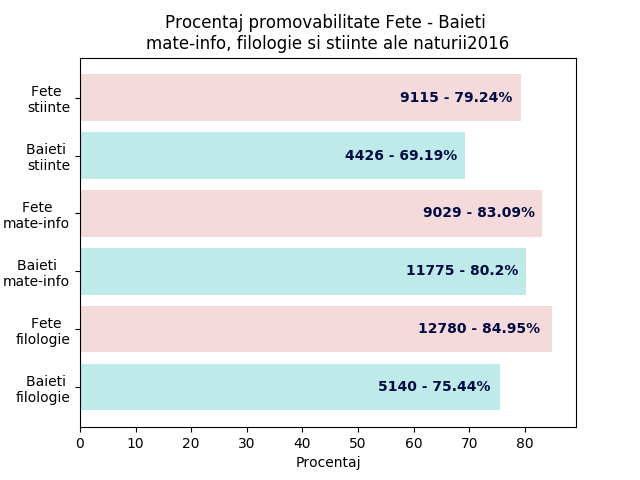 Procentaj promovabilitate Fete - Baieti
mate-info, filologie si stiinte ale naturii2016
Fete
stiinte
9115 - 79.24%
Baieti
stiinte
4426 - 69.19%
Fete
mate-info
9029 - 83.09%
Baieti
mate-info
11775 - 80.2%
Fete
filologie
12780 - 84.95%
Baieti
filologie
5140 - 75.44%
0 10 20 30 40 50 60 70 80
Procentaj